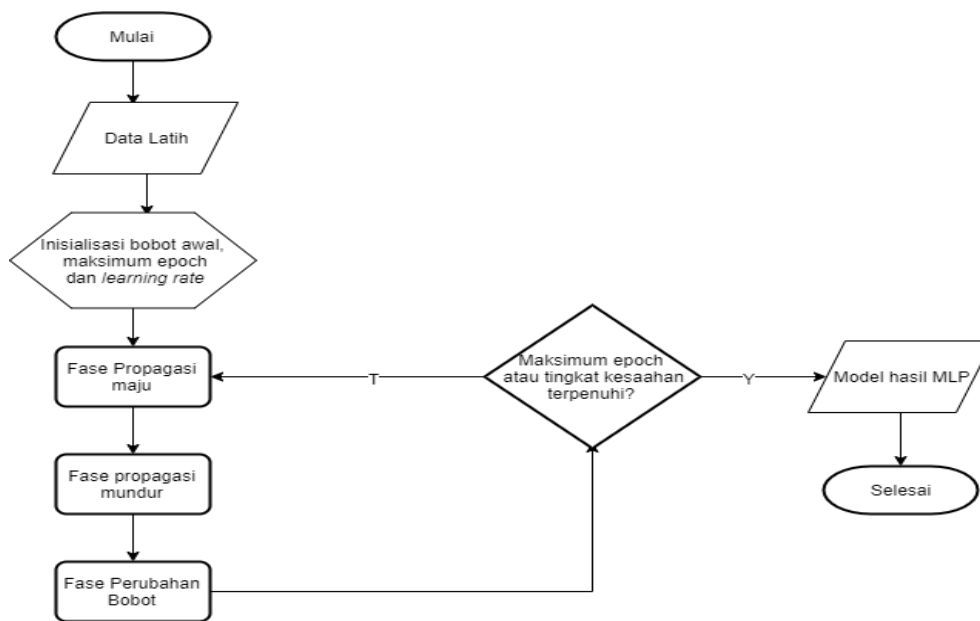 Mulai
Data Latih
Inisialisasi bobot awal,
maksimum epoch
dan learning rate
Fase Propagasi
maju
Fase propagasi
mundur
Fase Perubahan
Bobot
Maksimum epoch
atau tingkat kesaahan
terpenuhi?
T
Y
Model hasil MLP
Selesai